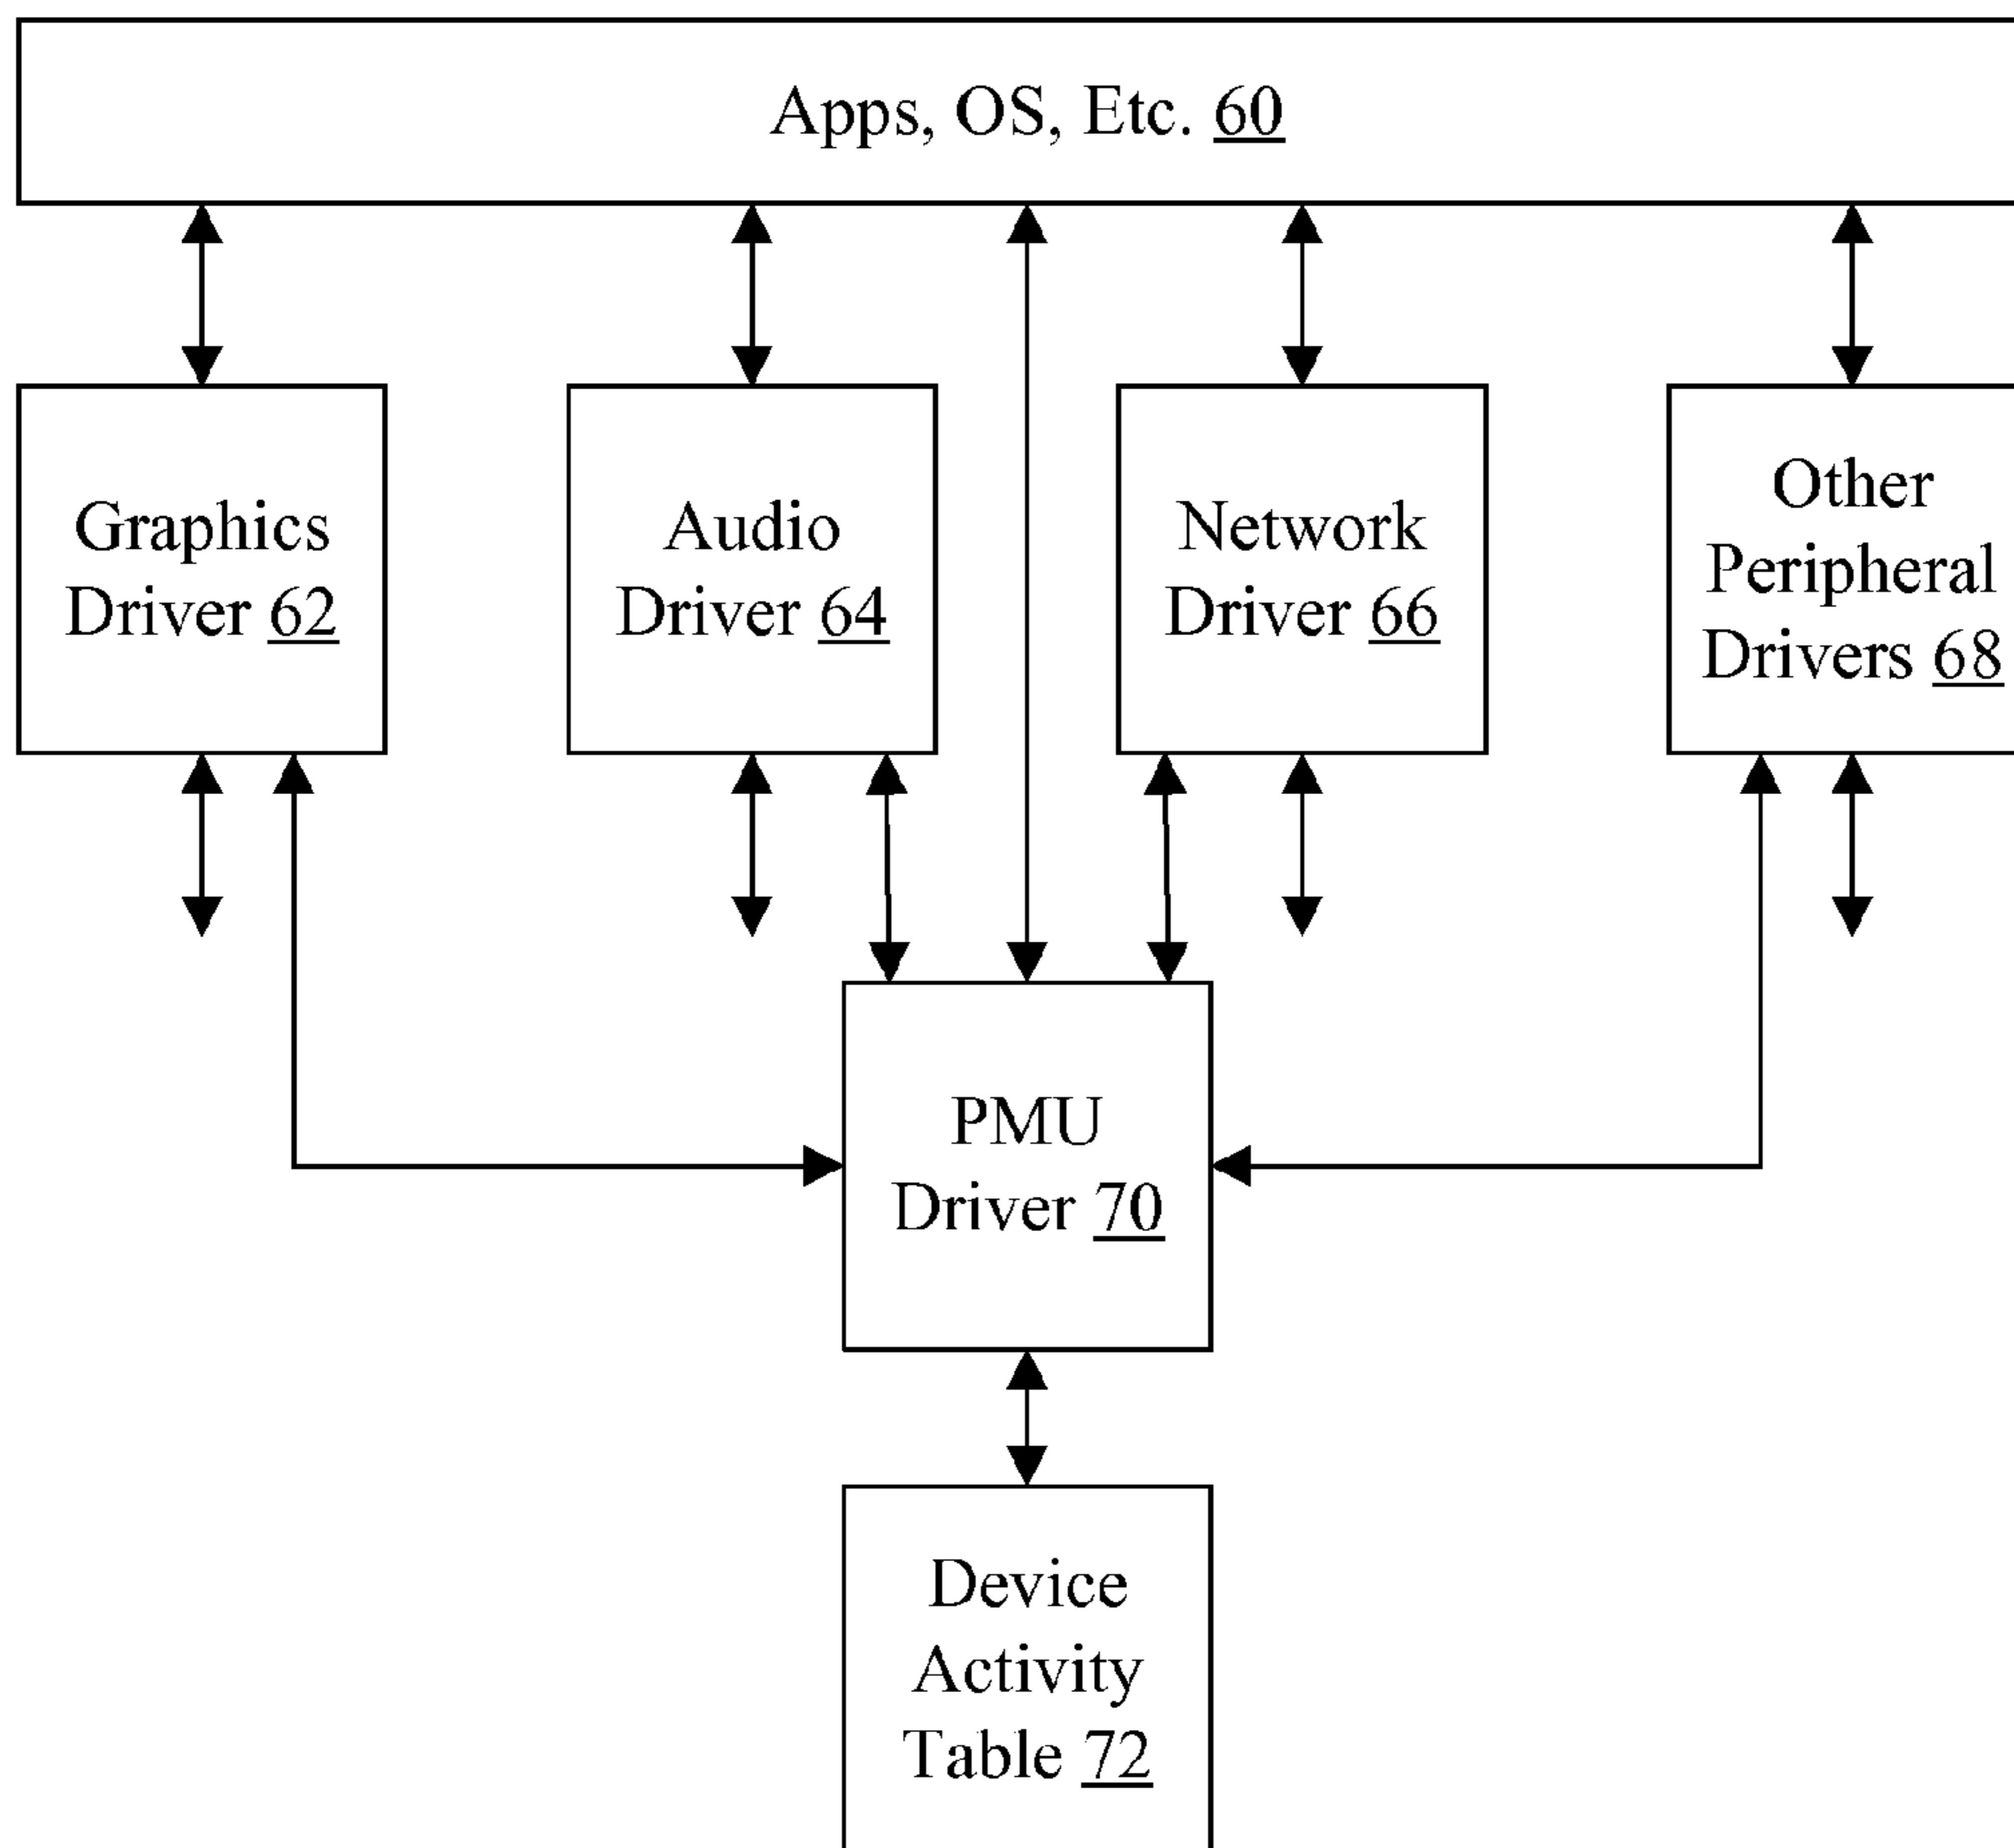 Apps, OS, Etc. 60
Graphics
Driver 62
Audio
Driver 64
Network
Driver 66
Other
Peripheral
Drivers 68
PMU
Driver 70
Device
Activity
Table 72